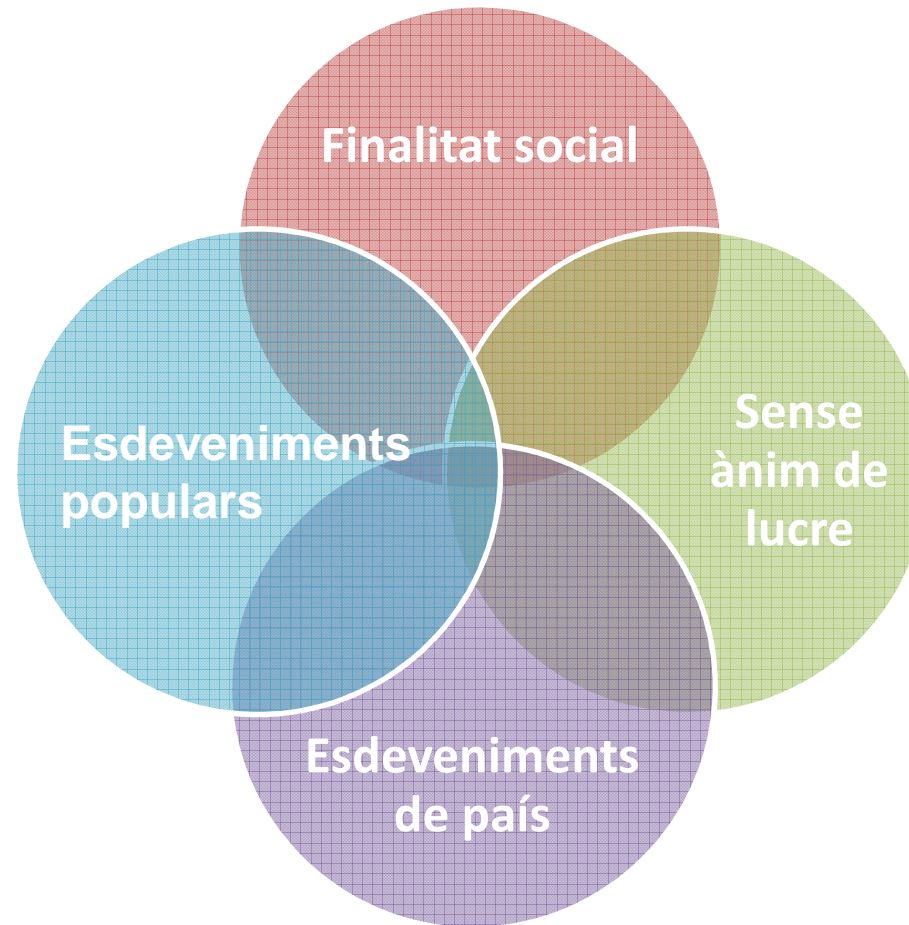 Finalitat social
Esdeveniments
populars
Sense
ànim de
lucre
Esdeveniments
de país